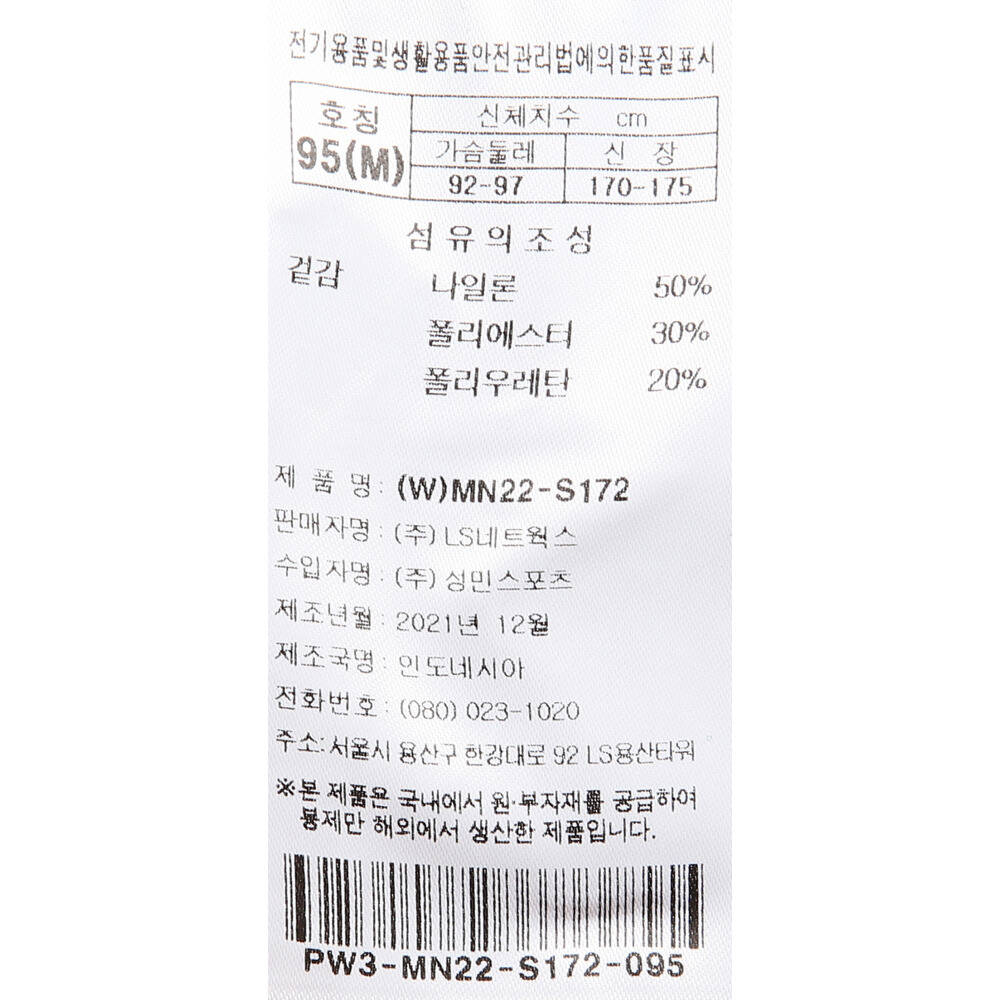 전기용품및생활용품안전관리법에의한품질표시
호칭 신체치수 cm
95(M) 가슴둘레 신 장
92-97 170-175
섬유의조성
겉감 나일론 50%
폴리에스터 30%
폴리우레탄 20%
제 품 명: (W)MN22-S172
판매자명: (주) LS네트웍스
수입자명: (주) 성민스포츠
제조년월: 2021년 12월
제조국명: 인도네시아
전화번호: (080) 023-1020
주소: 서울시 용산구 한강대로 92 LS용산타워
※본 제품은 국내에서 원·부자재를 공급하여
봉제만 해외에서 생산한 제품입니다.
PW3-MN22-S172-095